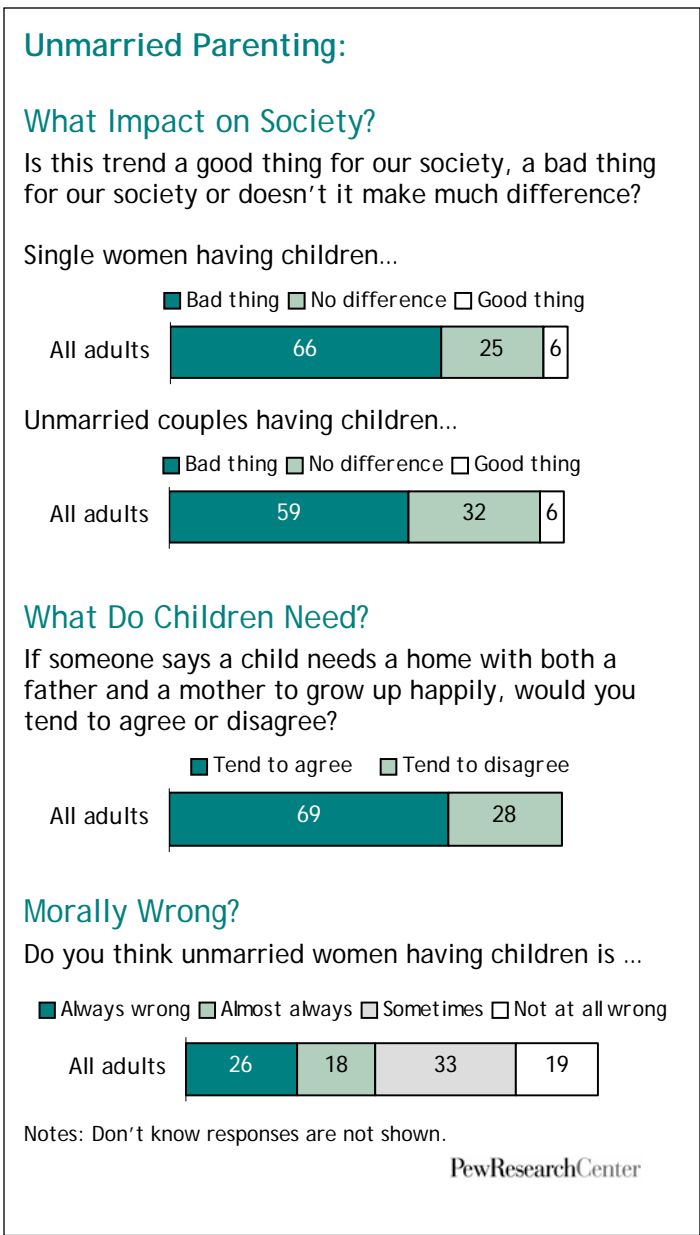 Unmarried Parenting:
What Impact on Society?
Is this trend a good thing for our society, a bad thing
for our society or doesn't it make much difference?
Single women having children...
Bad thing No difference Good thing
All adults 66 25 6
Unmarried couples having children...
Bad thing No difference Good thing
All adults 59 32 6
What Do Children Need?
If someone says a child needs a home with both a
father and a mother to grow up happily, would you
tend to agree or disagree?
Tend to agree Tend to disagree
All adults 69 28
Morally Wrong?
Do you think unmarried women having children is ...
Always wrong Almost always Sometimes Not at all wrong
All adults 26 18 33 19
Notes: Don't know responses are not shown.
PewResearchCenter